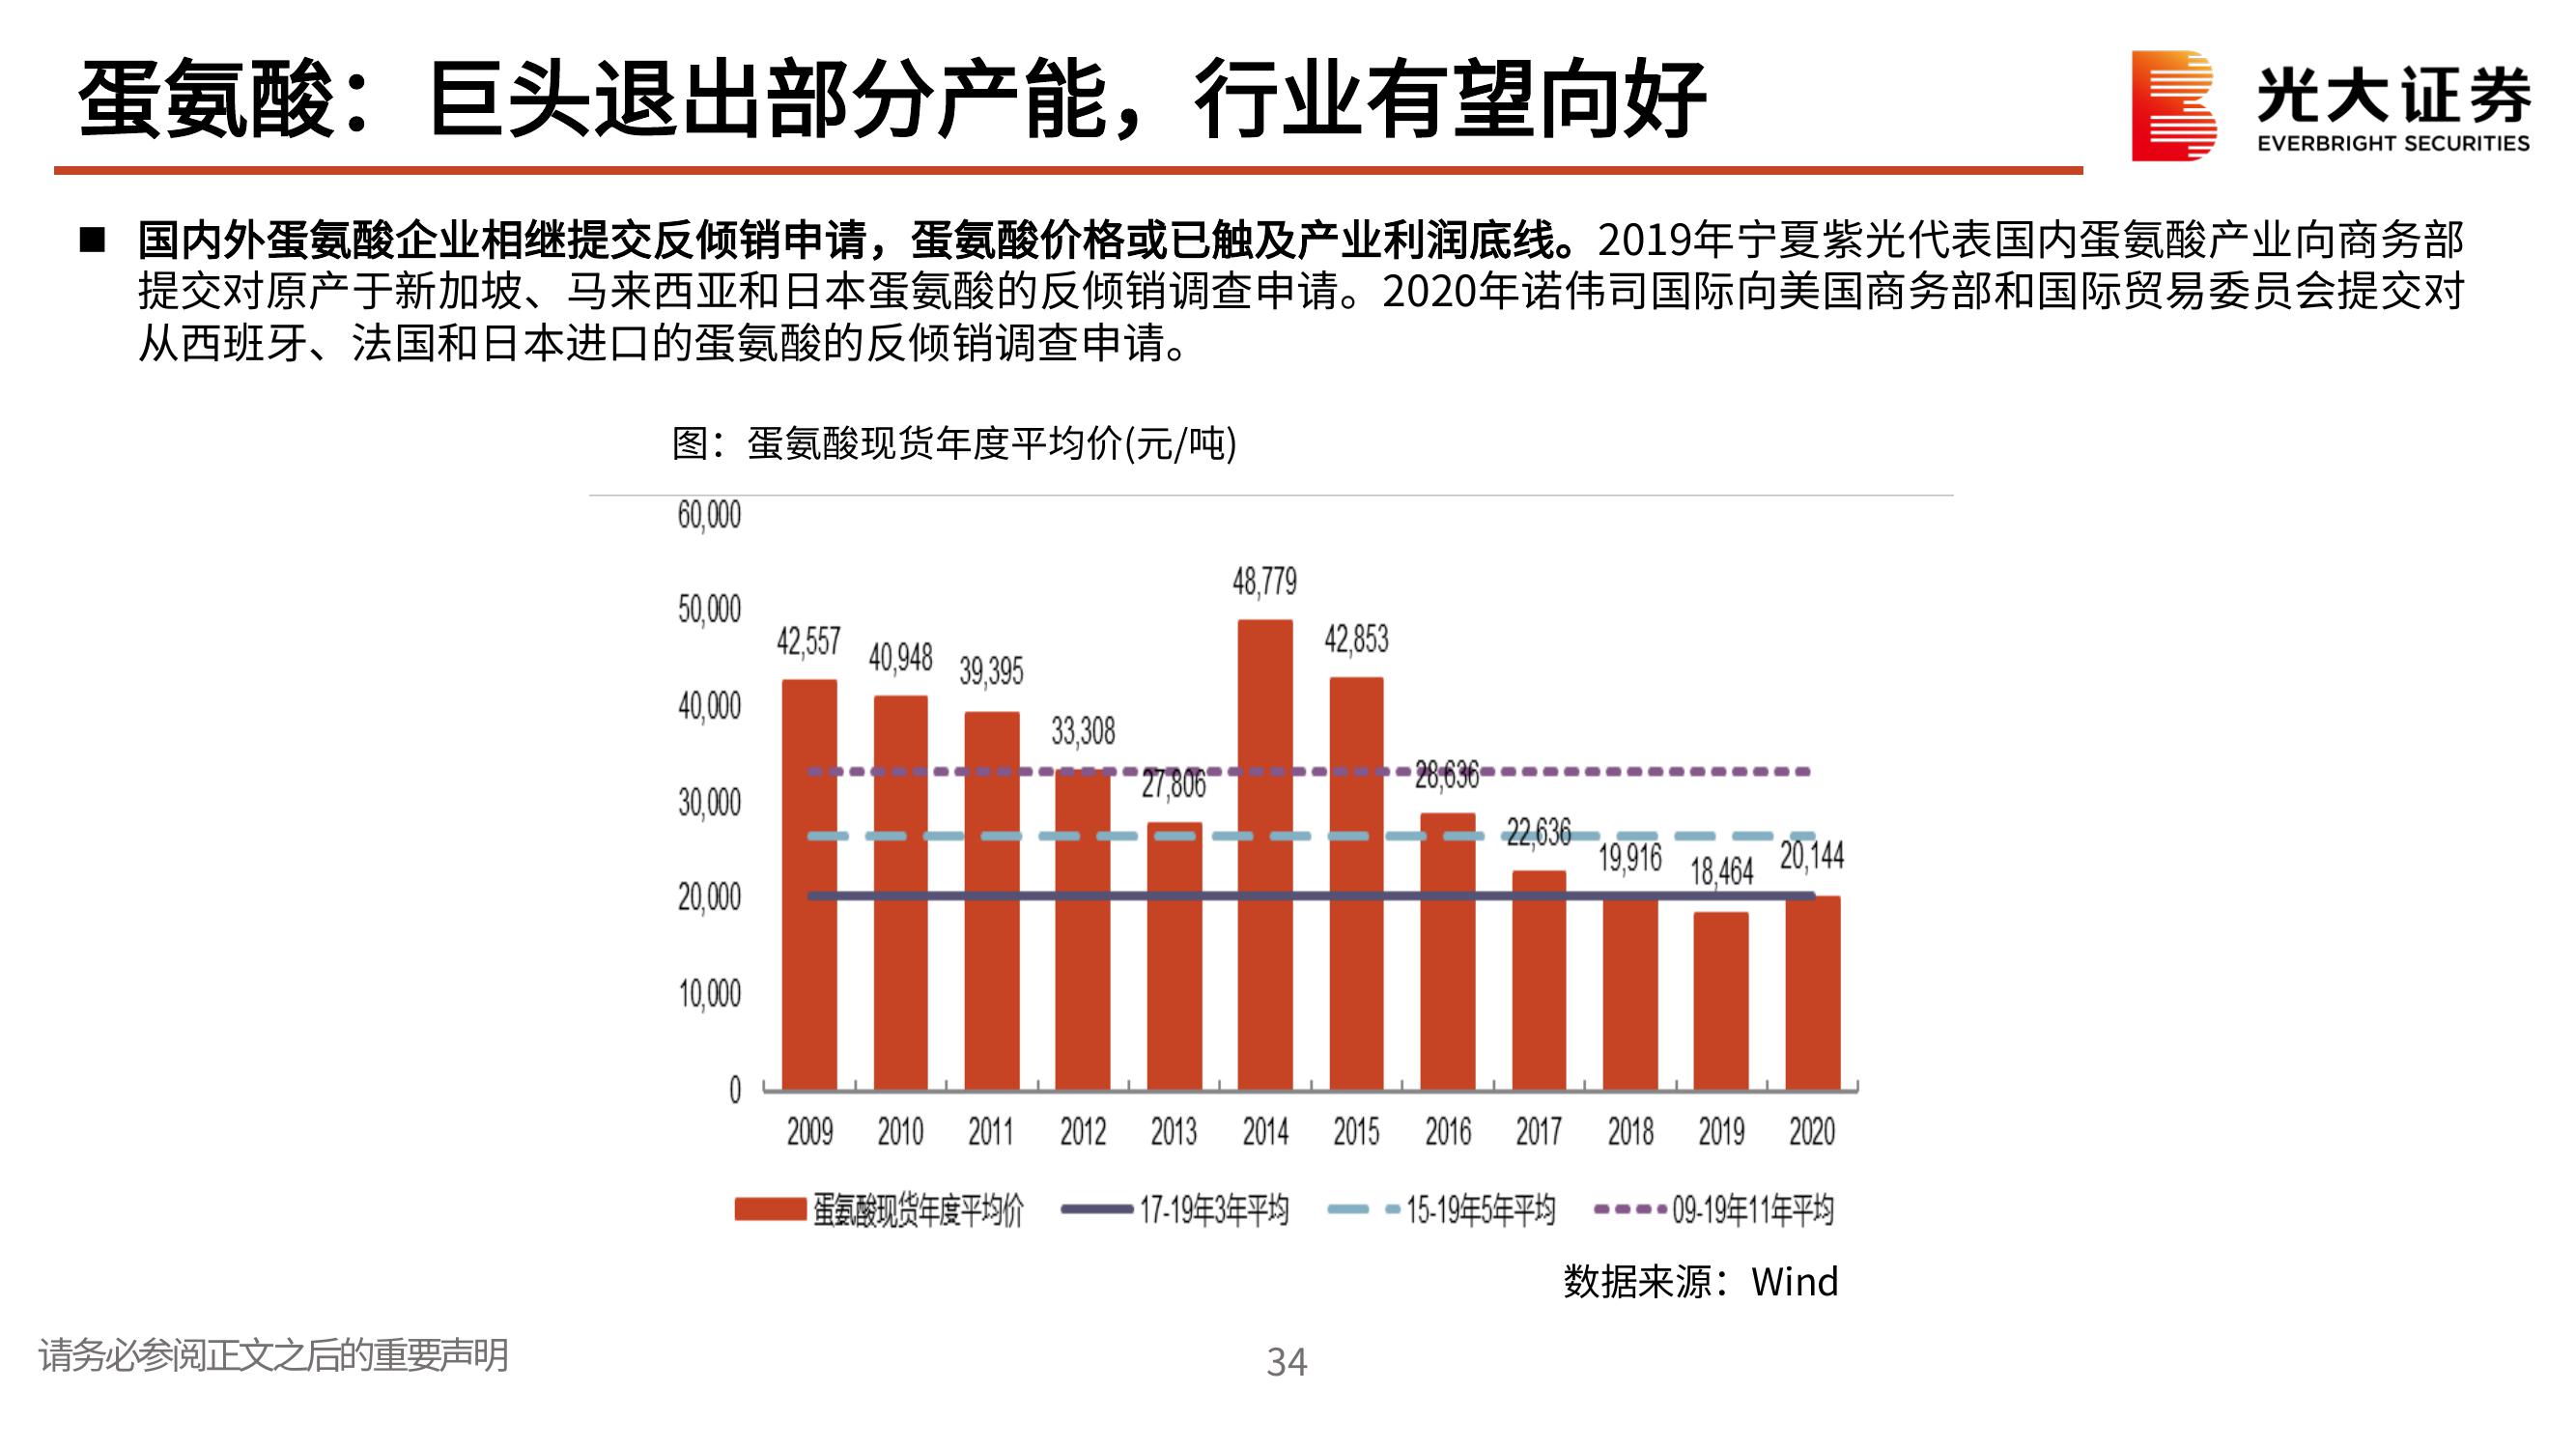 蛋氨酸：巨头退出部分产能，行业有望向好
光大证券
EVERBRIGHT SECURITIES
■ 国内外蛋氨酸企业相继提交反倾销申请，蛋氨酸价格或已触及产业利润底线。2019年宁夏紫光代表国内蛋氨酸产业向商务部
提交对原产于新加坡、马来西亚和日本蛋氨酸的反倾销调查申请。2020年诺伟司国际向美国商务部和国际贸易委员会提交对
从西班牙、法国和日本进口的蛋氨酸的反倾销调查申请。
图：蛋氨酸现货年度平均价(元/吨)
60,000
50,000
40,000
30,000
20,000
10,000
0
42,557
40,948
39,395
33,308
27,806
48,779
42,853
28,636
22,636
19,916
18,464
20,144
2009 2010 2011 2012 2013 2014 2015 2016 2017 2018 2019 2020
蛋氨酸现货年度平均价 17-19年3年平均 15-19年5年平均 09-19年11年平均
数据来源：Wind
请务必参阅正文之后的重要声明
34